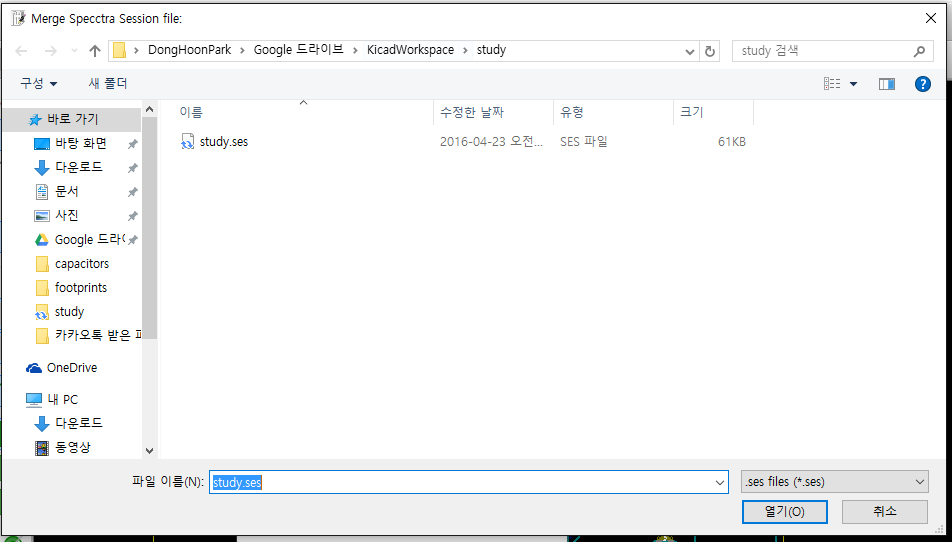 Merge Specctra Session file:
DongHoonPark > Google 드라이브 > KicadWorkspace > study
study 검색
구성
새 폴더
이름
수정한 날짜
유형
크기
study.ses
2016-04-23 오전...
SES 파일
61KB
바로 가기
바탕 화면
다운로드
문서
사진
Google 드라이
capacitors
footprints
study
카카오톡 받은 파
OneDrive
내 PC
다운로드
동영상
파일 이름(N):
study.ses
.ses files (*.ses)
열기(O)
취소